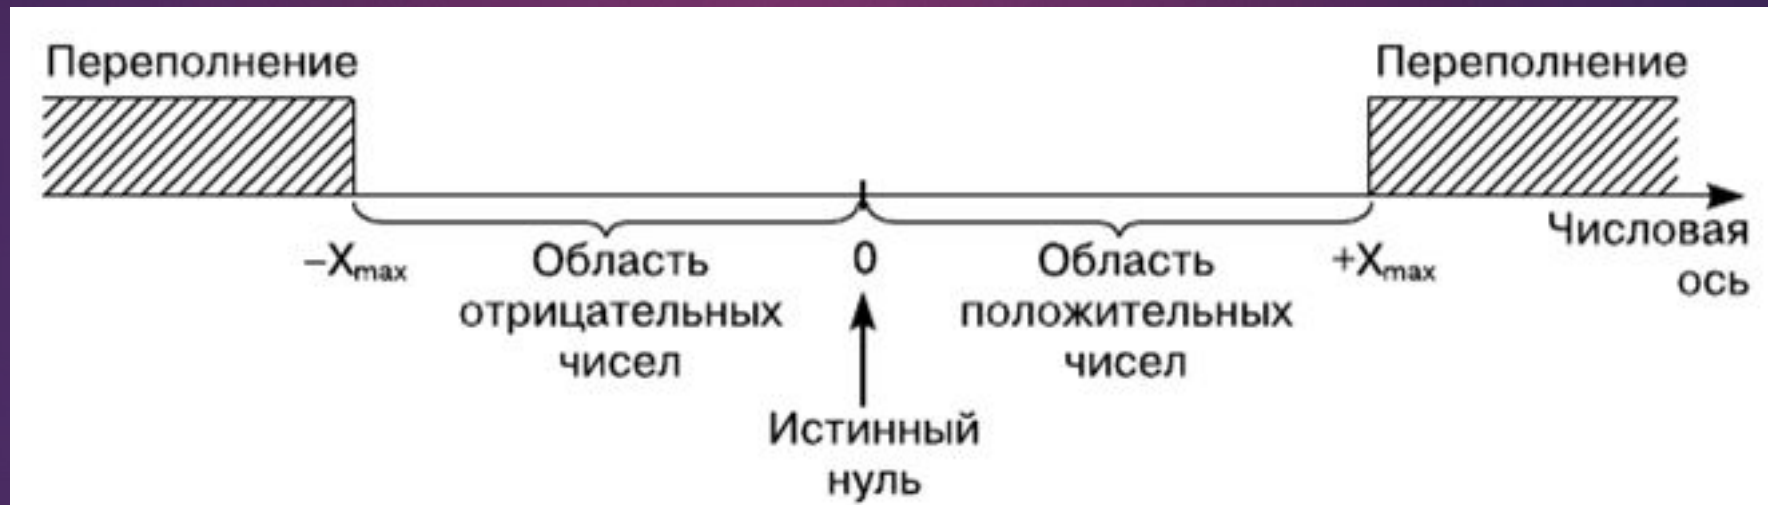 Переполнение
Переполнение
–Xmax
Область
отрицательных
чисел
0
Область
положительных
чисел
+Xmax
Числовая
ось
Истинный
нуль